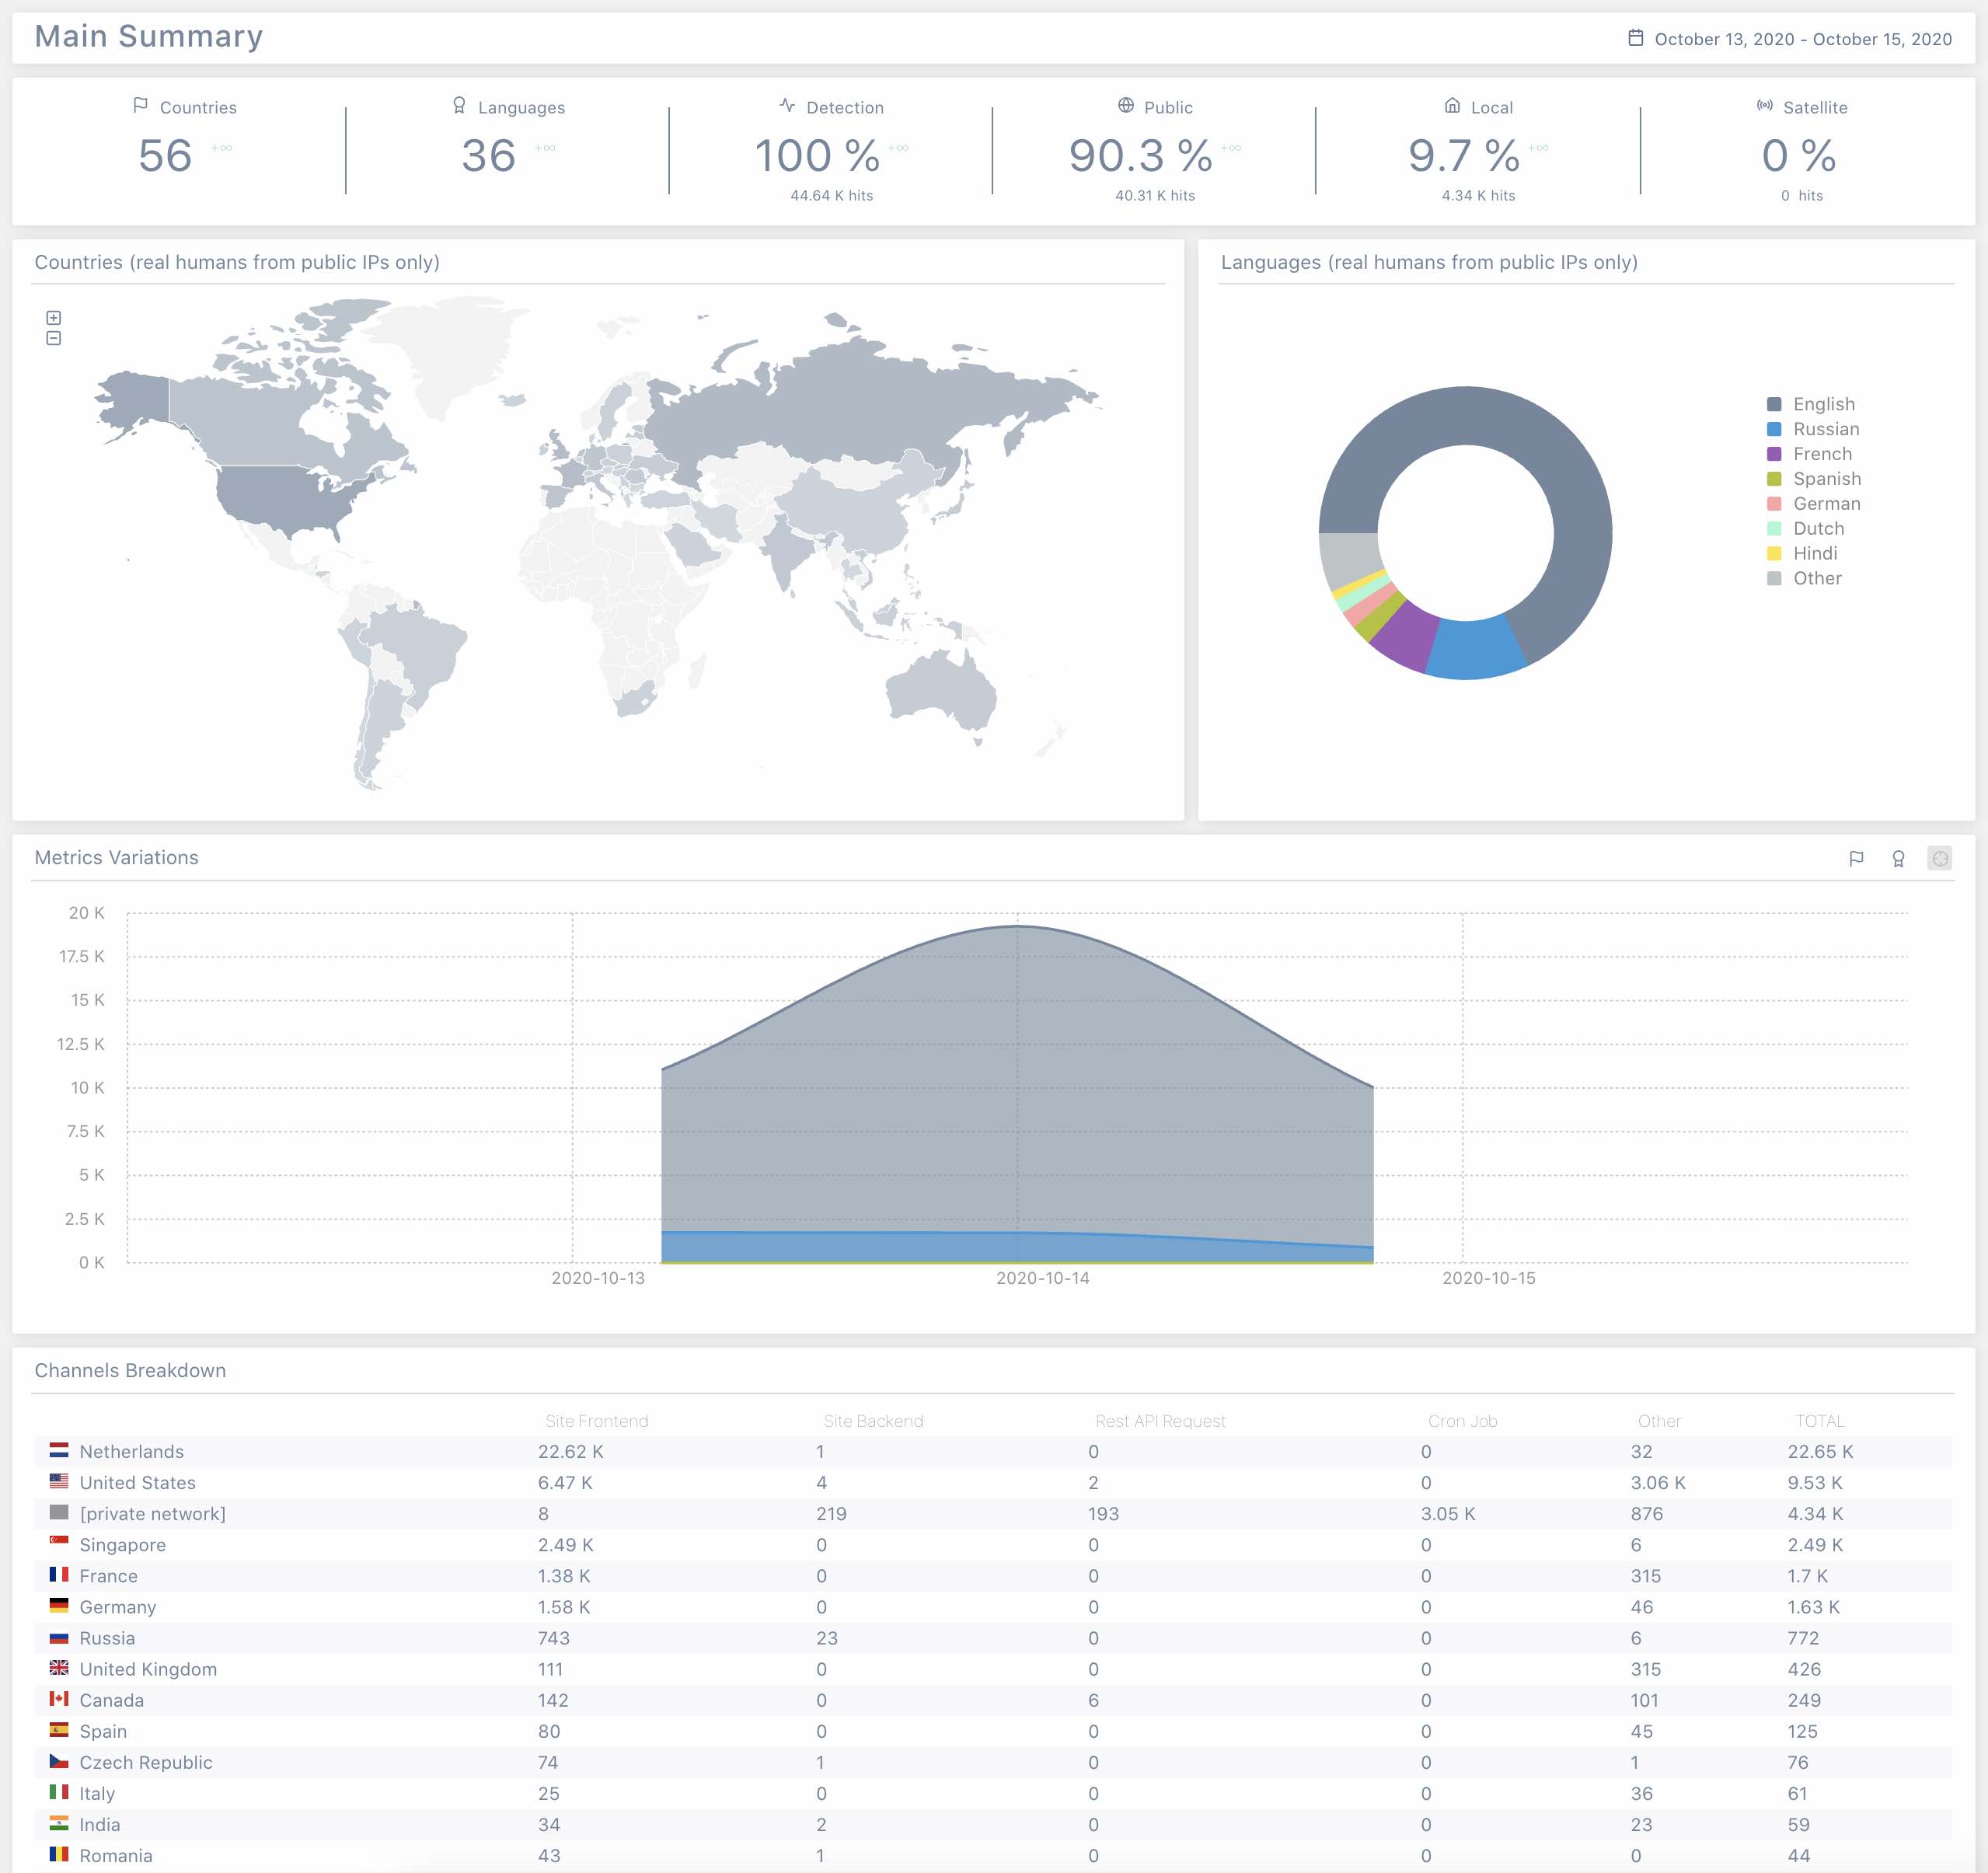 Main Summary
October 13, 2020 - October 15, 2020
Countries
56 +∞
Languages
36 +∞
Detection
100 % +∞
44.64 K hits
Public
90.3 % +∞
40.31 K hits
Local
9.7 % +∞
4.34 K hits
Satellite
0 %
0 hits
Countries (real humans from public IPs only)
Languages (real humans from public IPs only)
English
Russian
French
Spanish
German
Dutch
Hindi
Other
Metrics Variations
20 K
17.5 K
15 K
12.5 K
10 K
7.5 K
5 K
2.5 K
0 K
2020-10-13 2020-10-14 2020-10-15
Channels Breakdown
Site Frontend Site Backend Rest API Request Cron Job Other TOTAL
Netherlands 22.62 K 1 0 0 32 22.65 K
United States 6.47 K 4 2 0 3.06 K 9.53 K
[private network] 8 219 193 3.05 K 876 4.34 K
Singapore 2.49 K 0 0 0 6 2.49 K
France 1.38 K 0 0 0 315 1.7 K
Germany 1.58 K 0 0 0 46 1.63 K
Russia 743 23 0 0 6 772
United Kingdom 111 0 0 0 315 426
Canada 142 0 6 0 101 249
Spain 80 0 0 0 45 125
Czech Republic 74 1 0 0 1 76
Italy 25 0 0 0 36 61
India 34 2 0 0 23 59
Romania 43 1 0 0 0 44